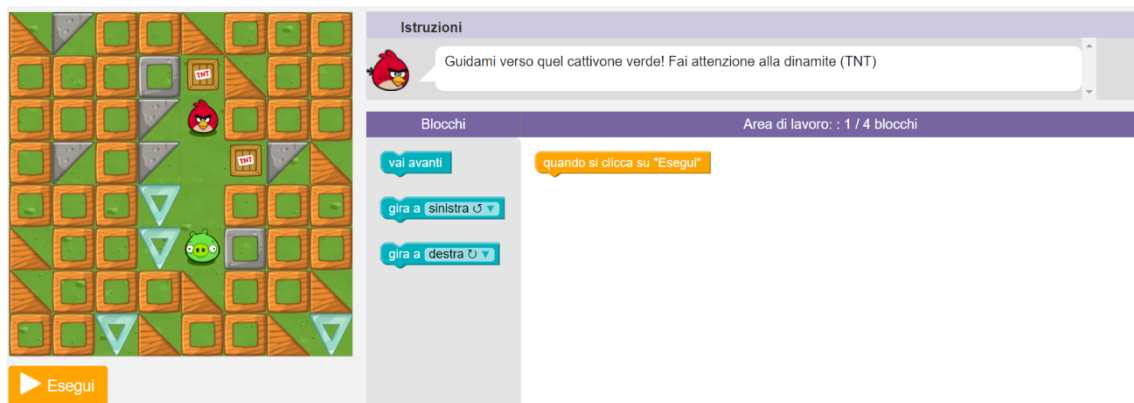 Istruzioni
Guidami verso quel cattivone verde! Fai attenzione alla dinamite (TNT)
TNT
TNT
Blocchi
Area di lavoro: : 1 / 4 blocchi
vai avanti
quando si clicca su "Esegui"
gira a sinistra ↺ ▼
gira a destra ↻ ▼
Esegui